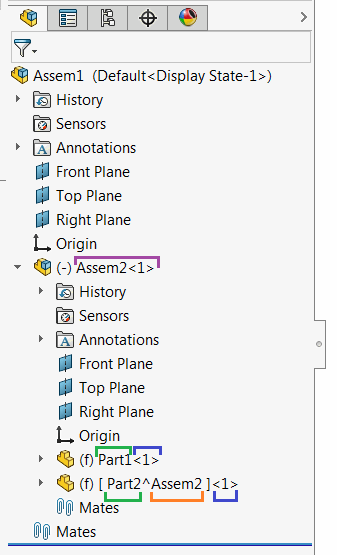 Assem1 (Default<Display State-1>)
History
Sensors
Annotations
Front Plane
Top Plane
Right Plane
Origin
(-) Assem2<1>
History
Sensors
Annotations
Front Plane
Top Plane
Right Plane
Origin
(f) Part1<1>
(f) [ Part2^Assem2 ]<1>
Mates
Mates